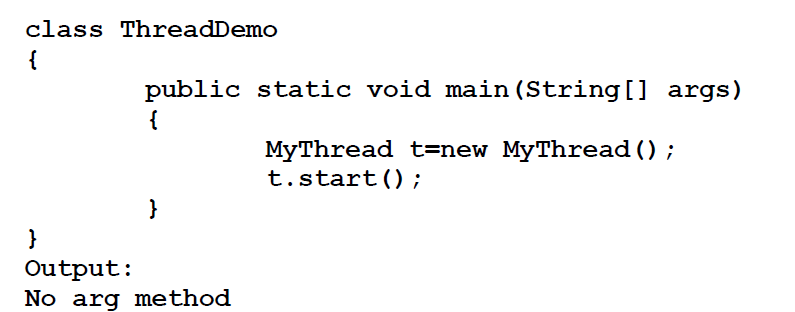 class ThreadDemo
{
public static void main(String[] args)
{
MyThread t=new MyThread();
t.start();
}
}
Output:
No arg method